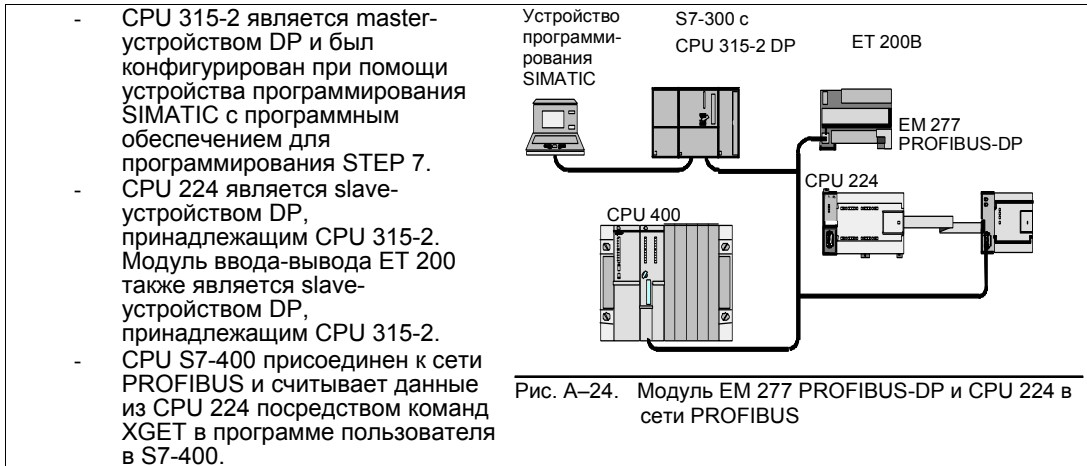 - CPU 315-2 является master-
устройством DP и был
конфигурирован при помощи
устройства программирования
SIMATIC с программным
обеспечением для
программирования STEP 7.
- CPU 224 является slave-
устройством DP,
принадлежащим CPU 315-2.
Модуль ввода-вывода ET 200
также является slave-
устройством DP,
принадлежащим CPU 315-2.
- CPU S7-400 присоединен к сети
PROFIBUS и считывает данные
из CPU 224 посредством команд
XGET в программе пользователя
в S7-400.
Устройство
программи-
рования
SIMATIC
S7-300 с
CPU 315-2 DP
ET 200B
EM 277
PROFIBUS-DP
CPU 224
CPU 400
Рис. A–24. Модуль EM 277 PROFIBUS-DP и CPU 224 в
сети PROFIBUS